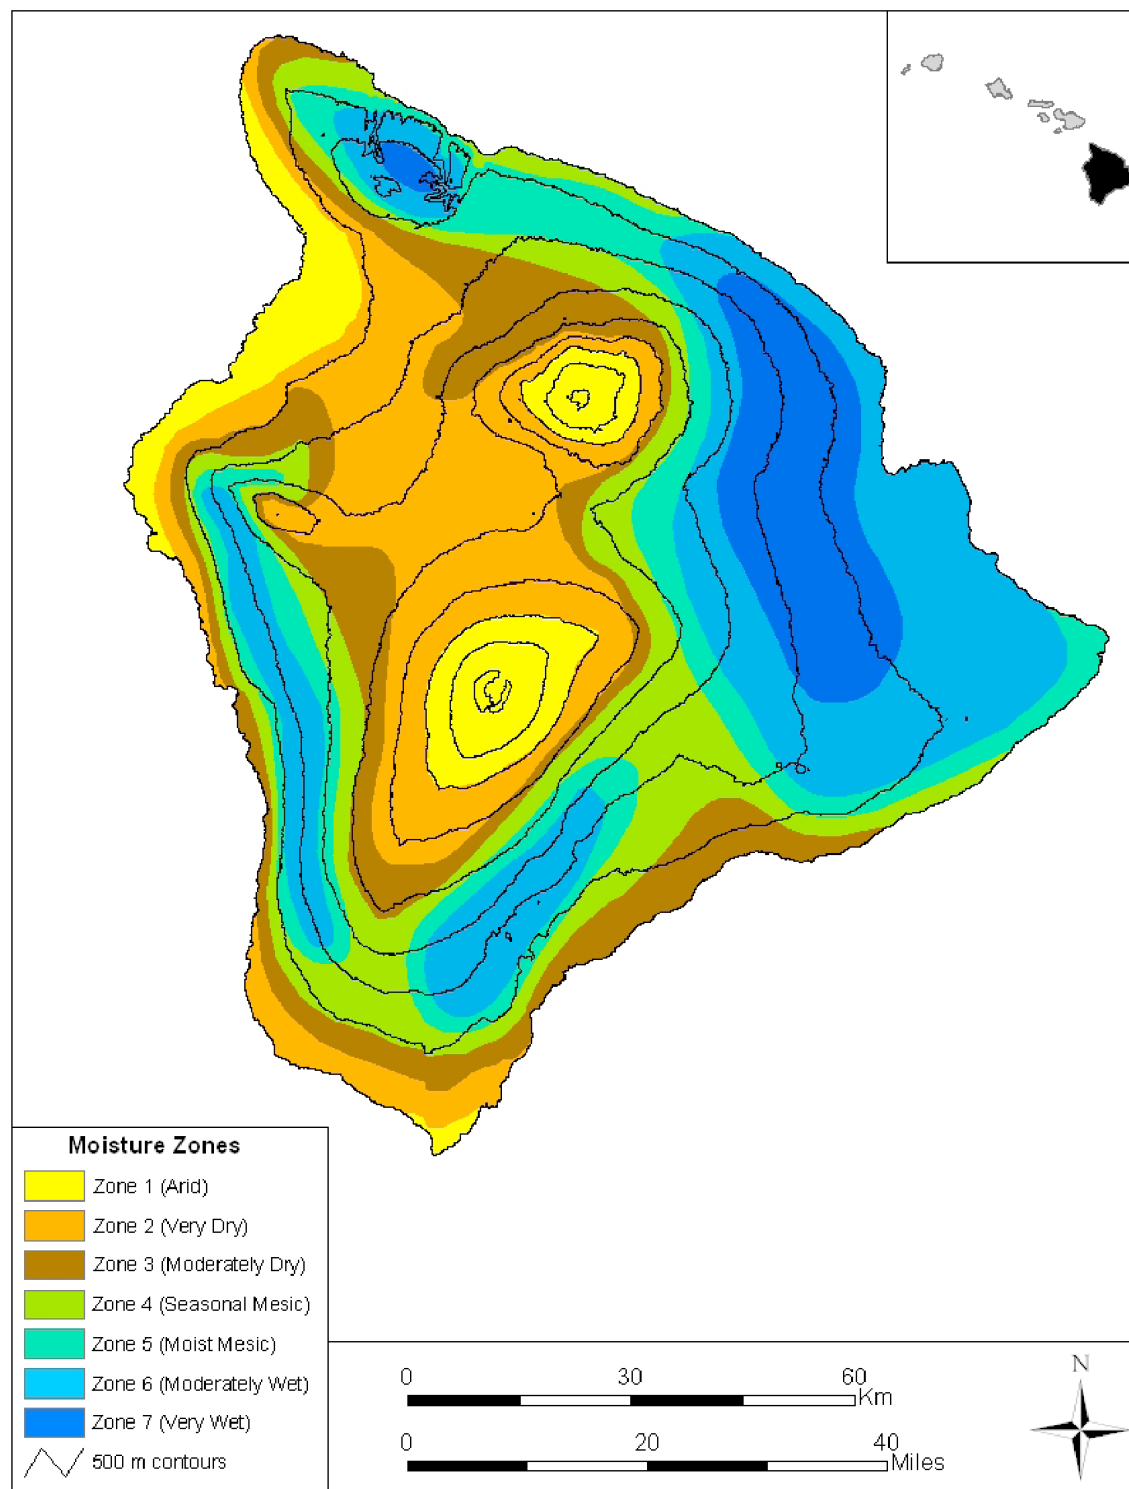 Moisture Zones
Zone 1 (Arid)
Zone 2 (Very Dry)
Zone 3 (Moderately Dry)
Zone 4 (Seasonal Mesic)
Zone 5 (Moist Mesic)
Zone 6 (Moderately Wet)
Zone 7 (Very Wet)
500 m contours
0 30 60
Km
0 20 40
Miles
N